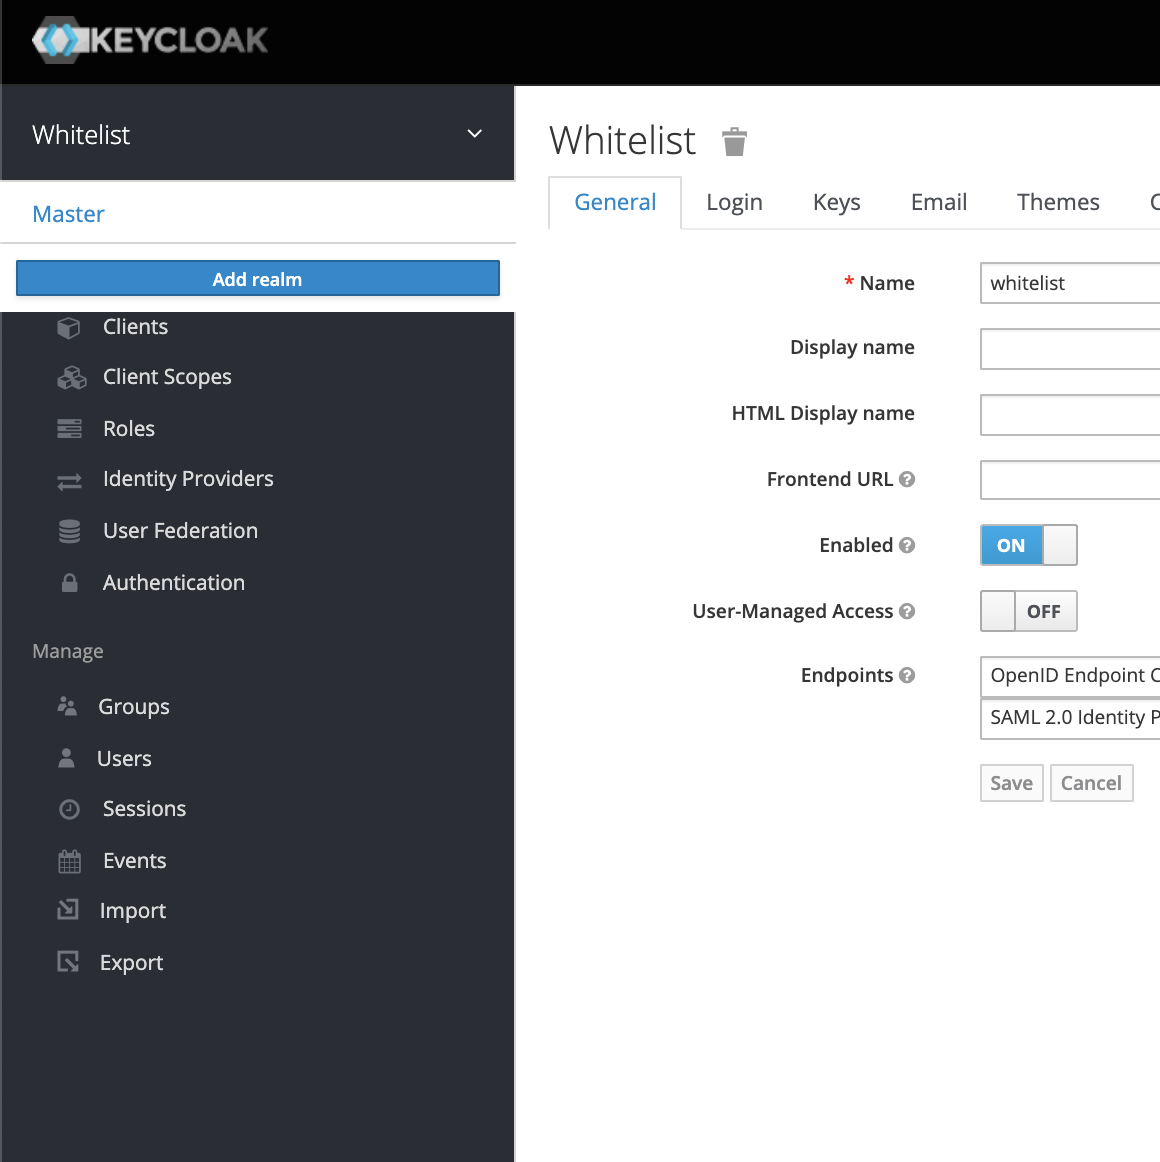 KEYCLOAK
Whitelist
Master
Add realm
Clients
Client Scopes
Roles
Identity Providers
User Federation
Authentication
Manage
Groups
Users
Sessions
Events
Import
Export
Whitelist
General Login Keys Email Themes
* Name whitelist
Display name
HTML Display name
Frontend URL
Enabled ON
User-Managed Access OFF
Endpoints OpenID Endpoint
SAML 2.0 Identity
Save Cancel